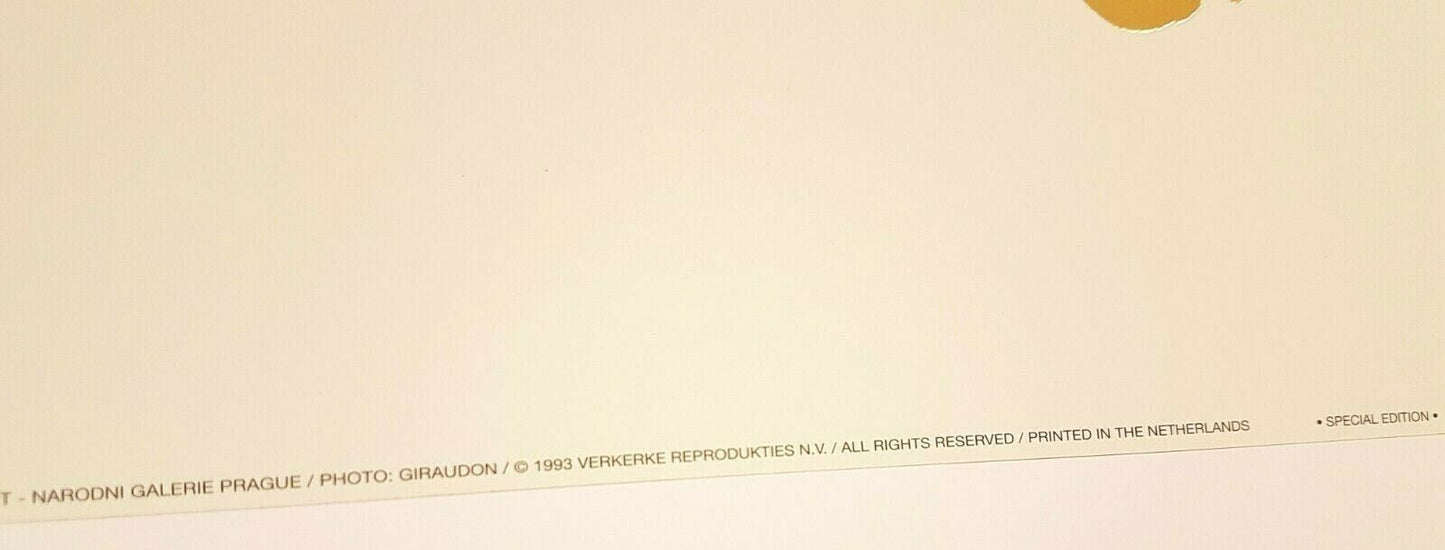 T - NARODNI GALERIE PRAGUE / PHOTO: GIRAUDON / © 1993 VERKERKE REPRODUKTIES N.V. / ALL RIGHTS RESERVED / PRINTED IN THE NETHERLANDS • SPECIAL EDITION •